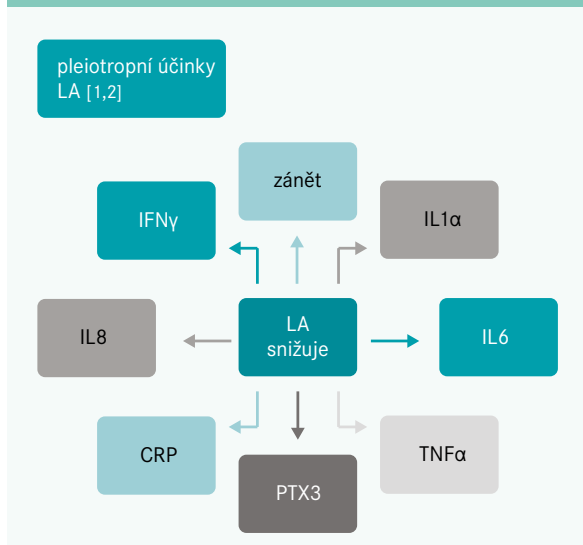 pleiotropní účinky
LA [1,2]
zánět
IFNγ
IL1α
IL8
LA
snižuje
IL6
CRP
TNFα
PTX3